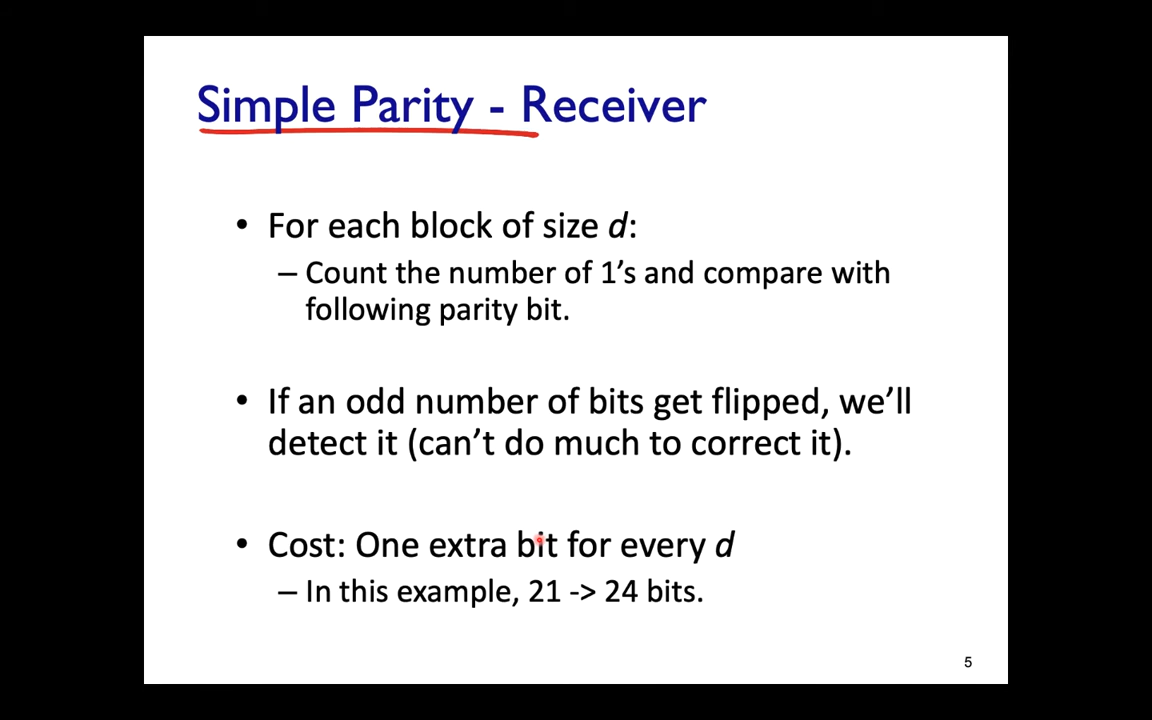 Simple Parity - Receiver
• For each block of size d:
– Count the number of 1’s and compare with
following parity bit.
• If an odd number of bits get flipped, we’ll
detect it (can’t do much to correct it).
• Cost: One extra bit for every d
– In this example, 21 -> 24 bits.
5